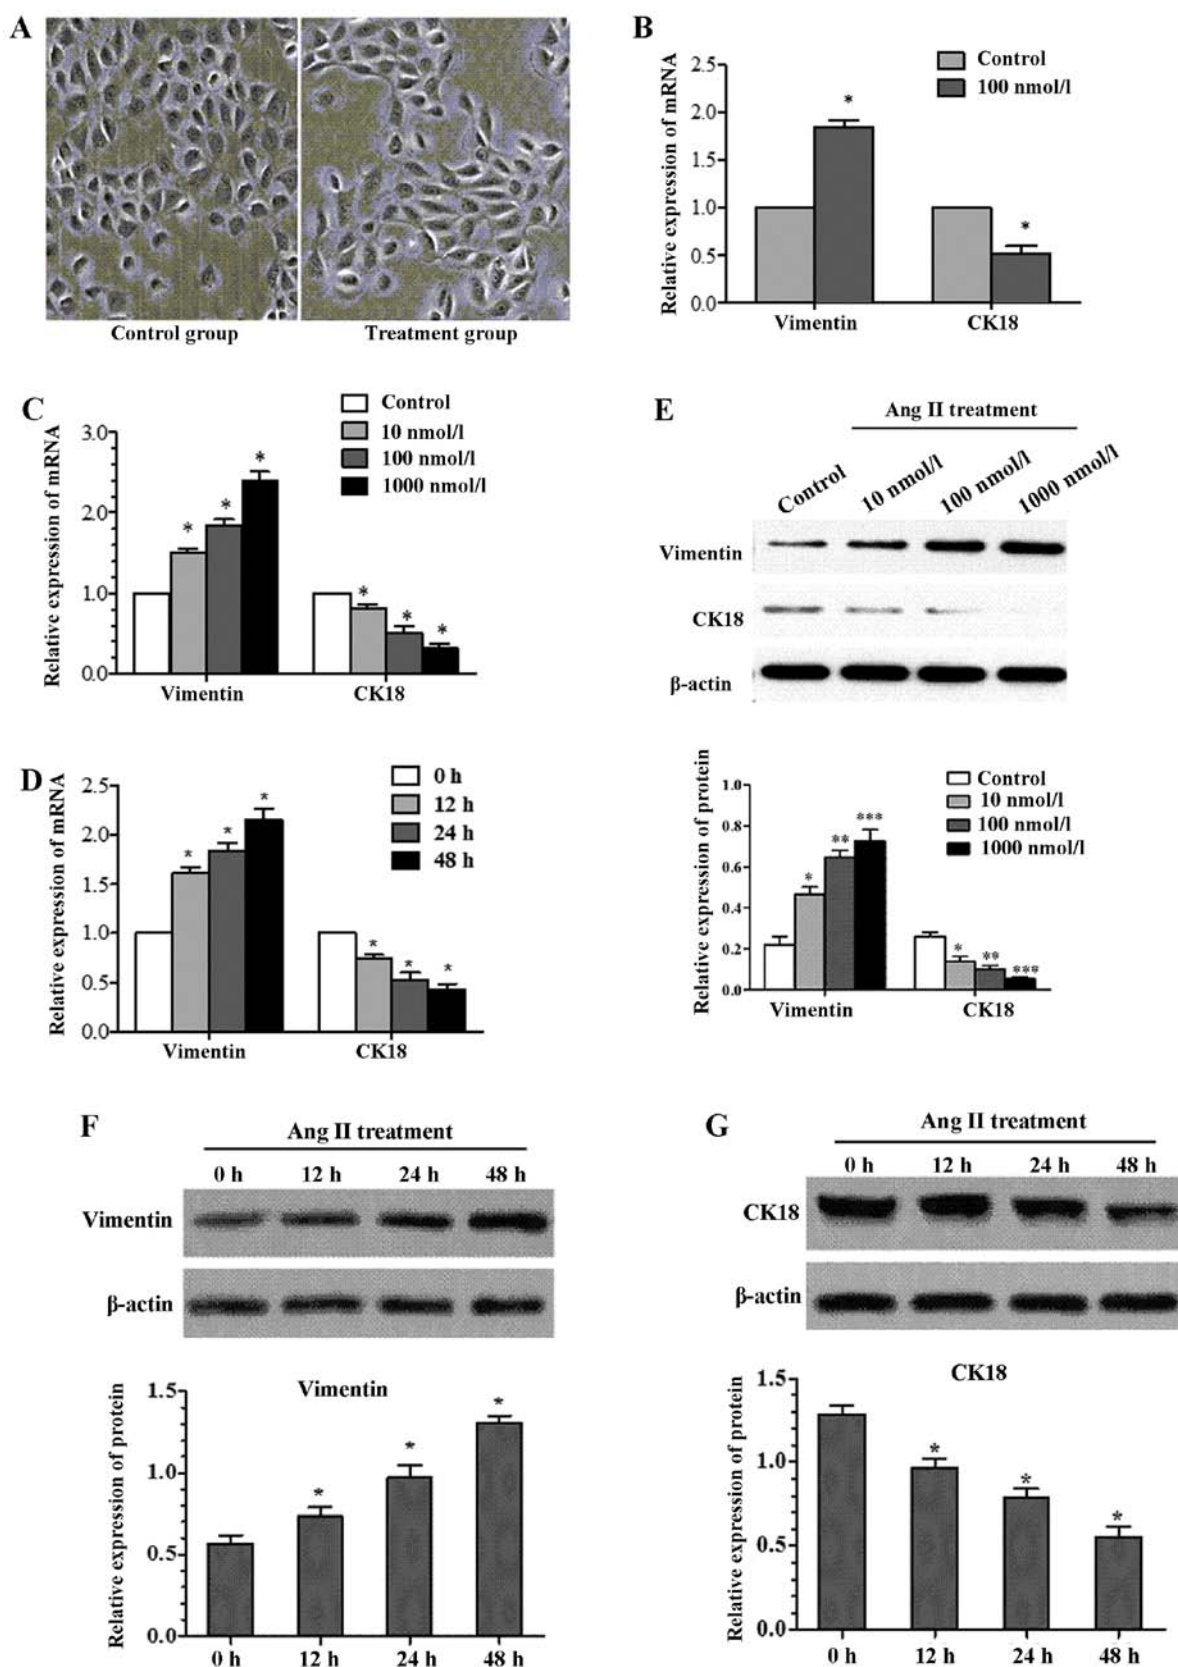 A
Control group
Treatment group
B
Control
100 nmol/l
Relative expression of mRNA
2.5
2.0
1.5
1.0
0.5
0.0
*
*
Vimentin
CK18
C
Control
10 nmol/l
100 nmol/l
1000 nmol/l
Relative expression of mRNA
3.0
2.0
1.0
0.0
* * *
* * *
Vimentin
CK18
D
0 h
12 h
24 h
48 h
Relative expression of mRNA
2.5
2.0
1.5
1.0
0.5
0.0
* * *
* * *
Vimentin
CK18
E
Ang II treatment
Control
10 nmol/l
100 nmol/l
1000 nmol/l
Vimentin
CK18
β-actin
Control
10 nmol/l
100 nmol/l
1000 nmol/l
Relative expression of protein
1.0
0.8
0.6
0.4
0.2
0.0
* ** ***
* ** ***
Vimentin
CK18
F
Ang II treatment
0 h 12 h 24 h 48 h
Vimentin
β-actin
Vimentin
Relative expression of protein
1.5
1.0
0.5
0.0
* * *
0 h 12 h 24 h 48 h
G
Ang II treatment
0 h 12 h 24 h 48 h
CK18
β-actin
CK18
Relative expression of protein
1.5
1.0
0.5
0.0
* * *
0 h 12 h 24 h 48 h